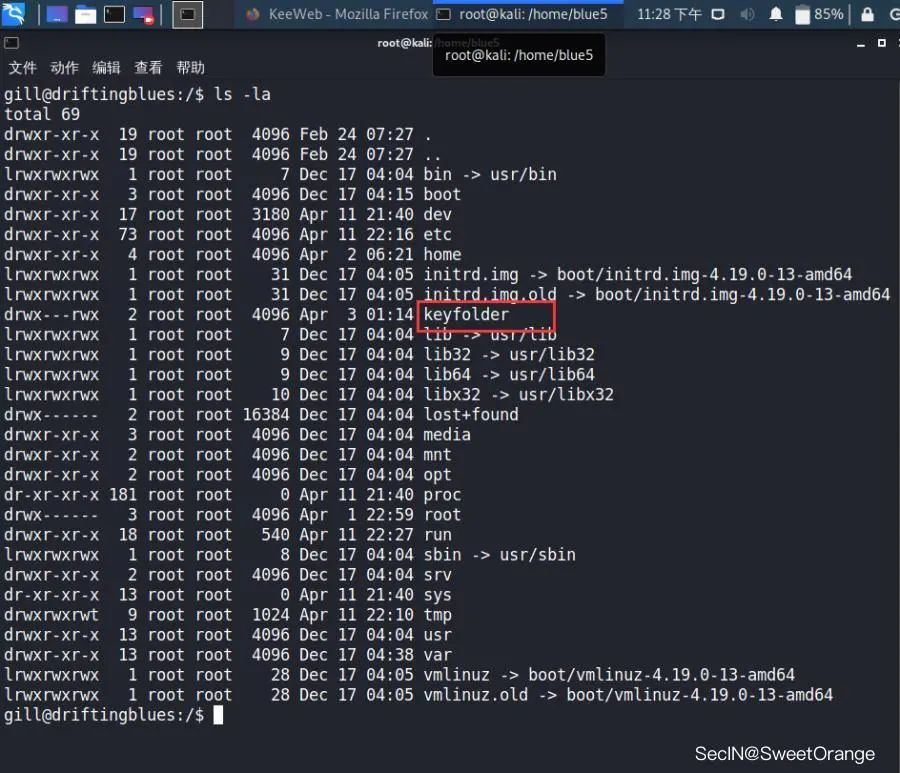 KeeWeb - Mozilla Firefox
root@kali: /home/blue5
11:28 下午
85%
root@kali: /home/blue5
root@kali: /home/blue5
文件 动作 编辑 查看 帮助
gill@driftingblues:/$ ls -la
total 69
drwxr-xr-x 19 root root 4096 Feb 24 07:27 .
drwxr-xr-x 19 root root 4096 Feb 24 07:27 ..
lrwxrwxrwx 1 root root 7 Dec 17 04:04 bin -> usr/bin
drwxr-xr-x 3 root root 4096 Dec 17 04:15 boot
drwxr-xr-x 17 root root 3180 Apr 11 21:40 dev
drwxr-xr-x 73 root root 4096 Apr 11 22:16 etc
drwxr-xr-x 4 root root 4096 Apr 2 06:21 home
lrwxrwxrwx 1 root root 31 Dec 17 04:05 initrd.img -> boot/initrd.img-4.19.0-13-amd64
lrwxrwxrwx 1 root root 31 Dec 17 04:05 initrd.img.old -> boot/initrd.img-4.19.0-13-amd64
drwx---rwx 2 root root 4096 Apr 3 01:14 keyfolder
lrwxrwxrwx 1 root root 7 Dec 17 04:04 lib -> usr/lib
lrwxrwxrwx 1 root root 9 Dec 17 04:04 lib32 -> usr/lib32
lrwxrwxrwx 1 root root 9 Dec 17 04:04 lib64 -> usr/lib64
lrwxrwxrwx 1 root root 10 Dec 17 04:04 libx32 -> usr/libx32
drwx------ 2 root root 16384 Dec 17 04:04 lost+found
drwxr-xr-x 3 root root 4096 Dec 17 04:04 media
drwxr-xr-x 2 root root 4096 Dec 17 04:04 mnt
drwxr-xr-x 2 root root 4096 Dec 17 04:04 opt
dr-xr-xr-x 181 root root 0 Apr 11 21:40 proc
drwx------ 3 root root 4096 Apr 1 22:59 root
drwxr-xr-x 18 root root 540 Apr 11 22:27 run
lrwxrwxrwx 1 root root 8 Dec 17 04:04 sbin -> usr/sbin
drwxr-xr-x 2 root root 4096 Dec 17 04:04 srv
dr-xr-xr-x 13 root root 0 Apr 11 21:40 sys
drwxrwxrwt 9 root root 1024 Apr 11 22:10 tmp
drwxr-xr-x 13 root root 4096 Dec 17 04:04 usr
drwxr-xr-x 13 root root 4096 Dec 17 04:38 var
lrwxrwxrwx 1 root root 28 Dec 17 04:05 vmlinuz -> boot/vmlinuz-4.19.0-13-amd64
lrwxrwxrwx 1 root root 28 Dec 17 04:05 vmlinuz.old -> boot/vmlinuz-4.19.0-13-amd64
gill@driftingblues:/$
SecIN@SweetOrange